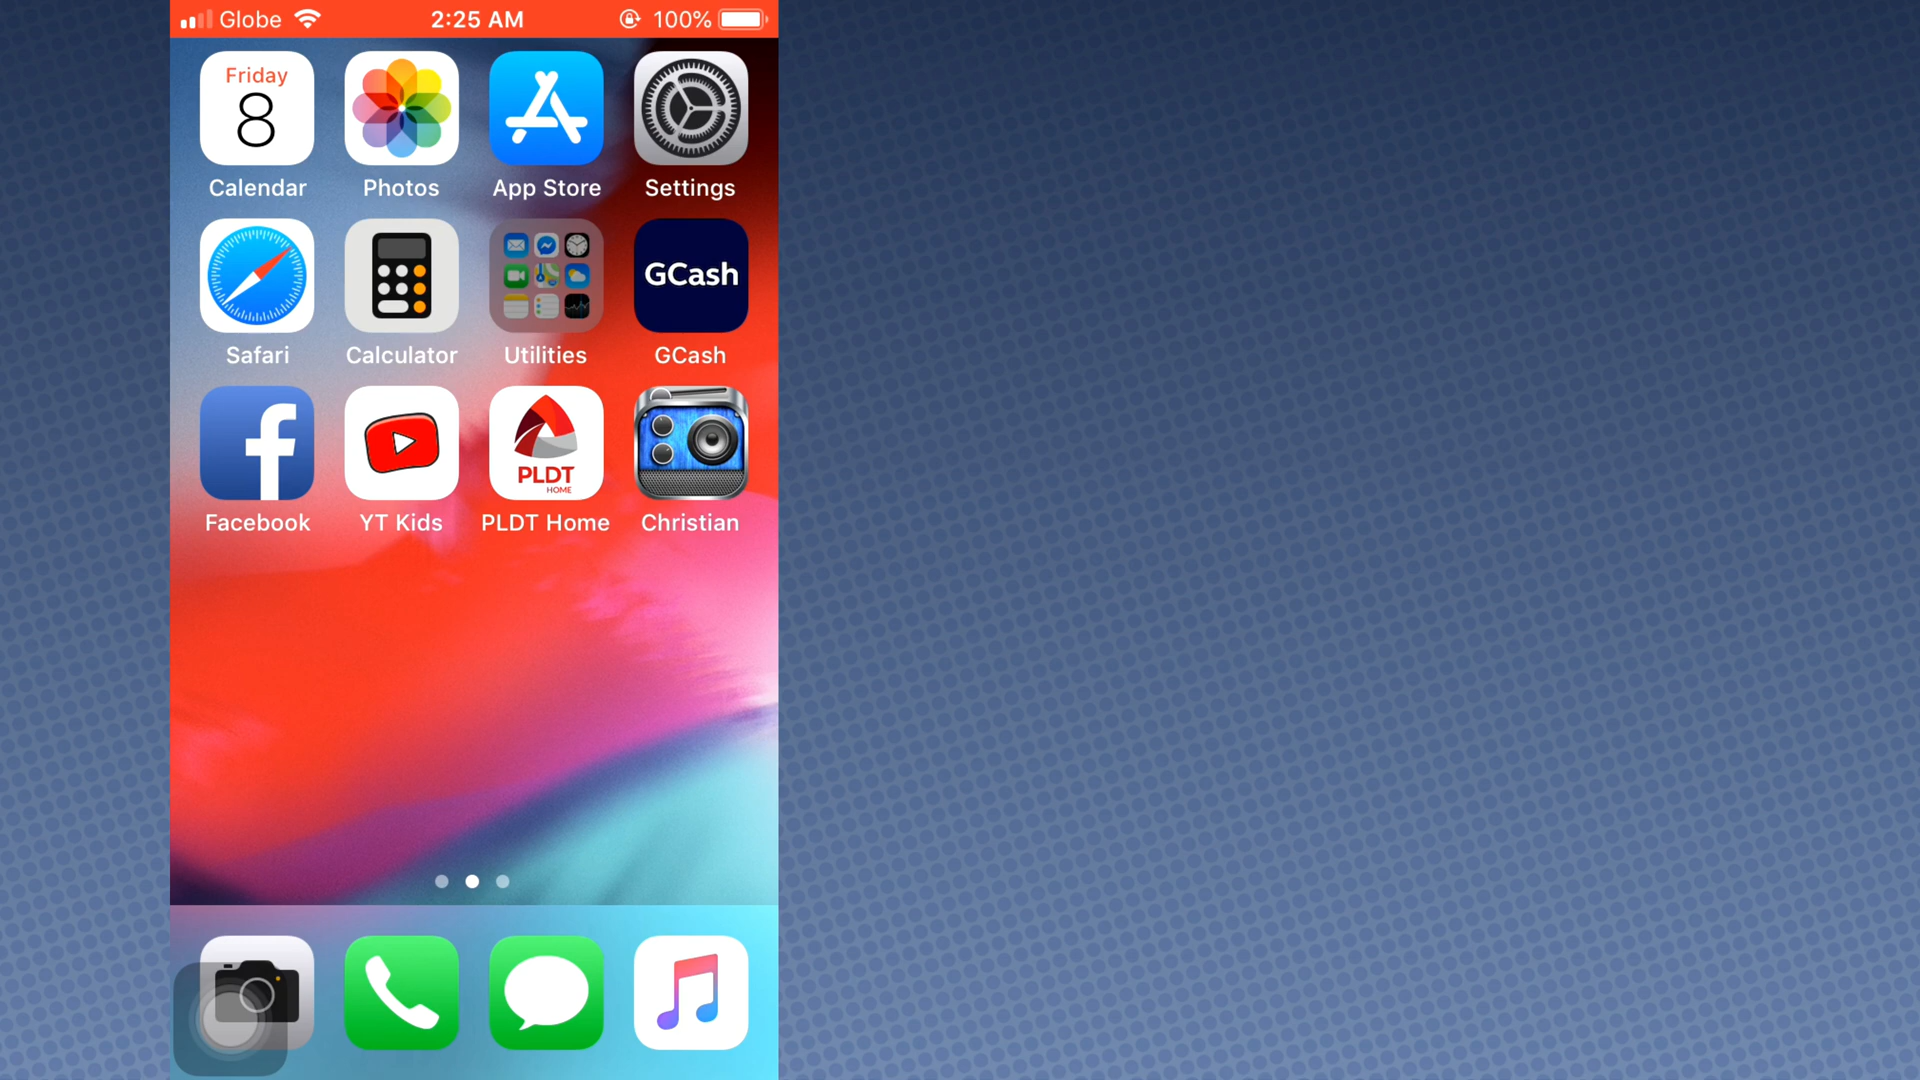 Globe 2:25 AM 100%
Friday
8
Calendar Photos App Store Settings
GCash
Safari Calculator Utilities GCash
PLDT
HOME
Facebook YT Kids PLDT Home Christian